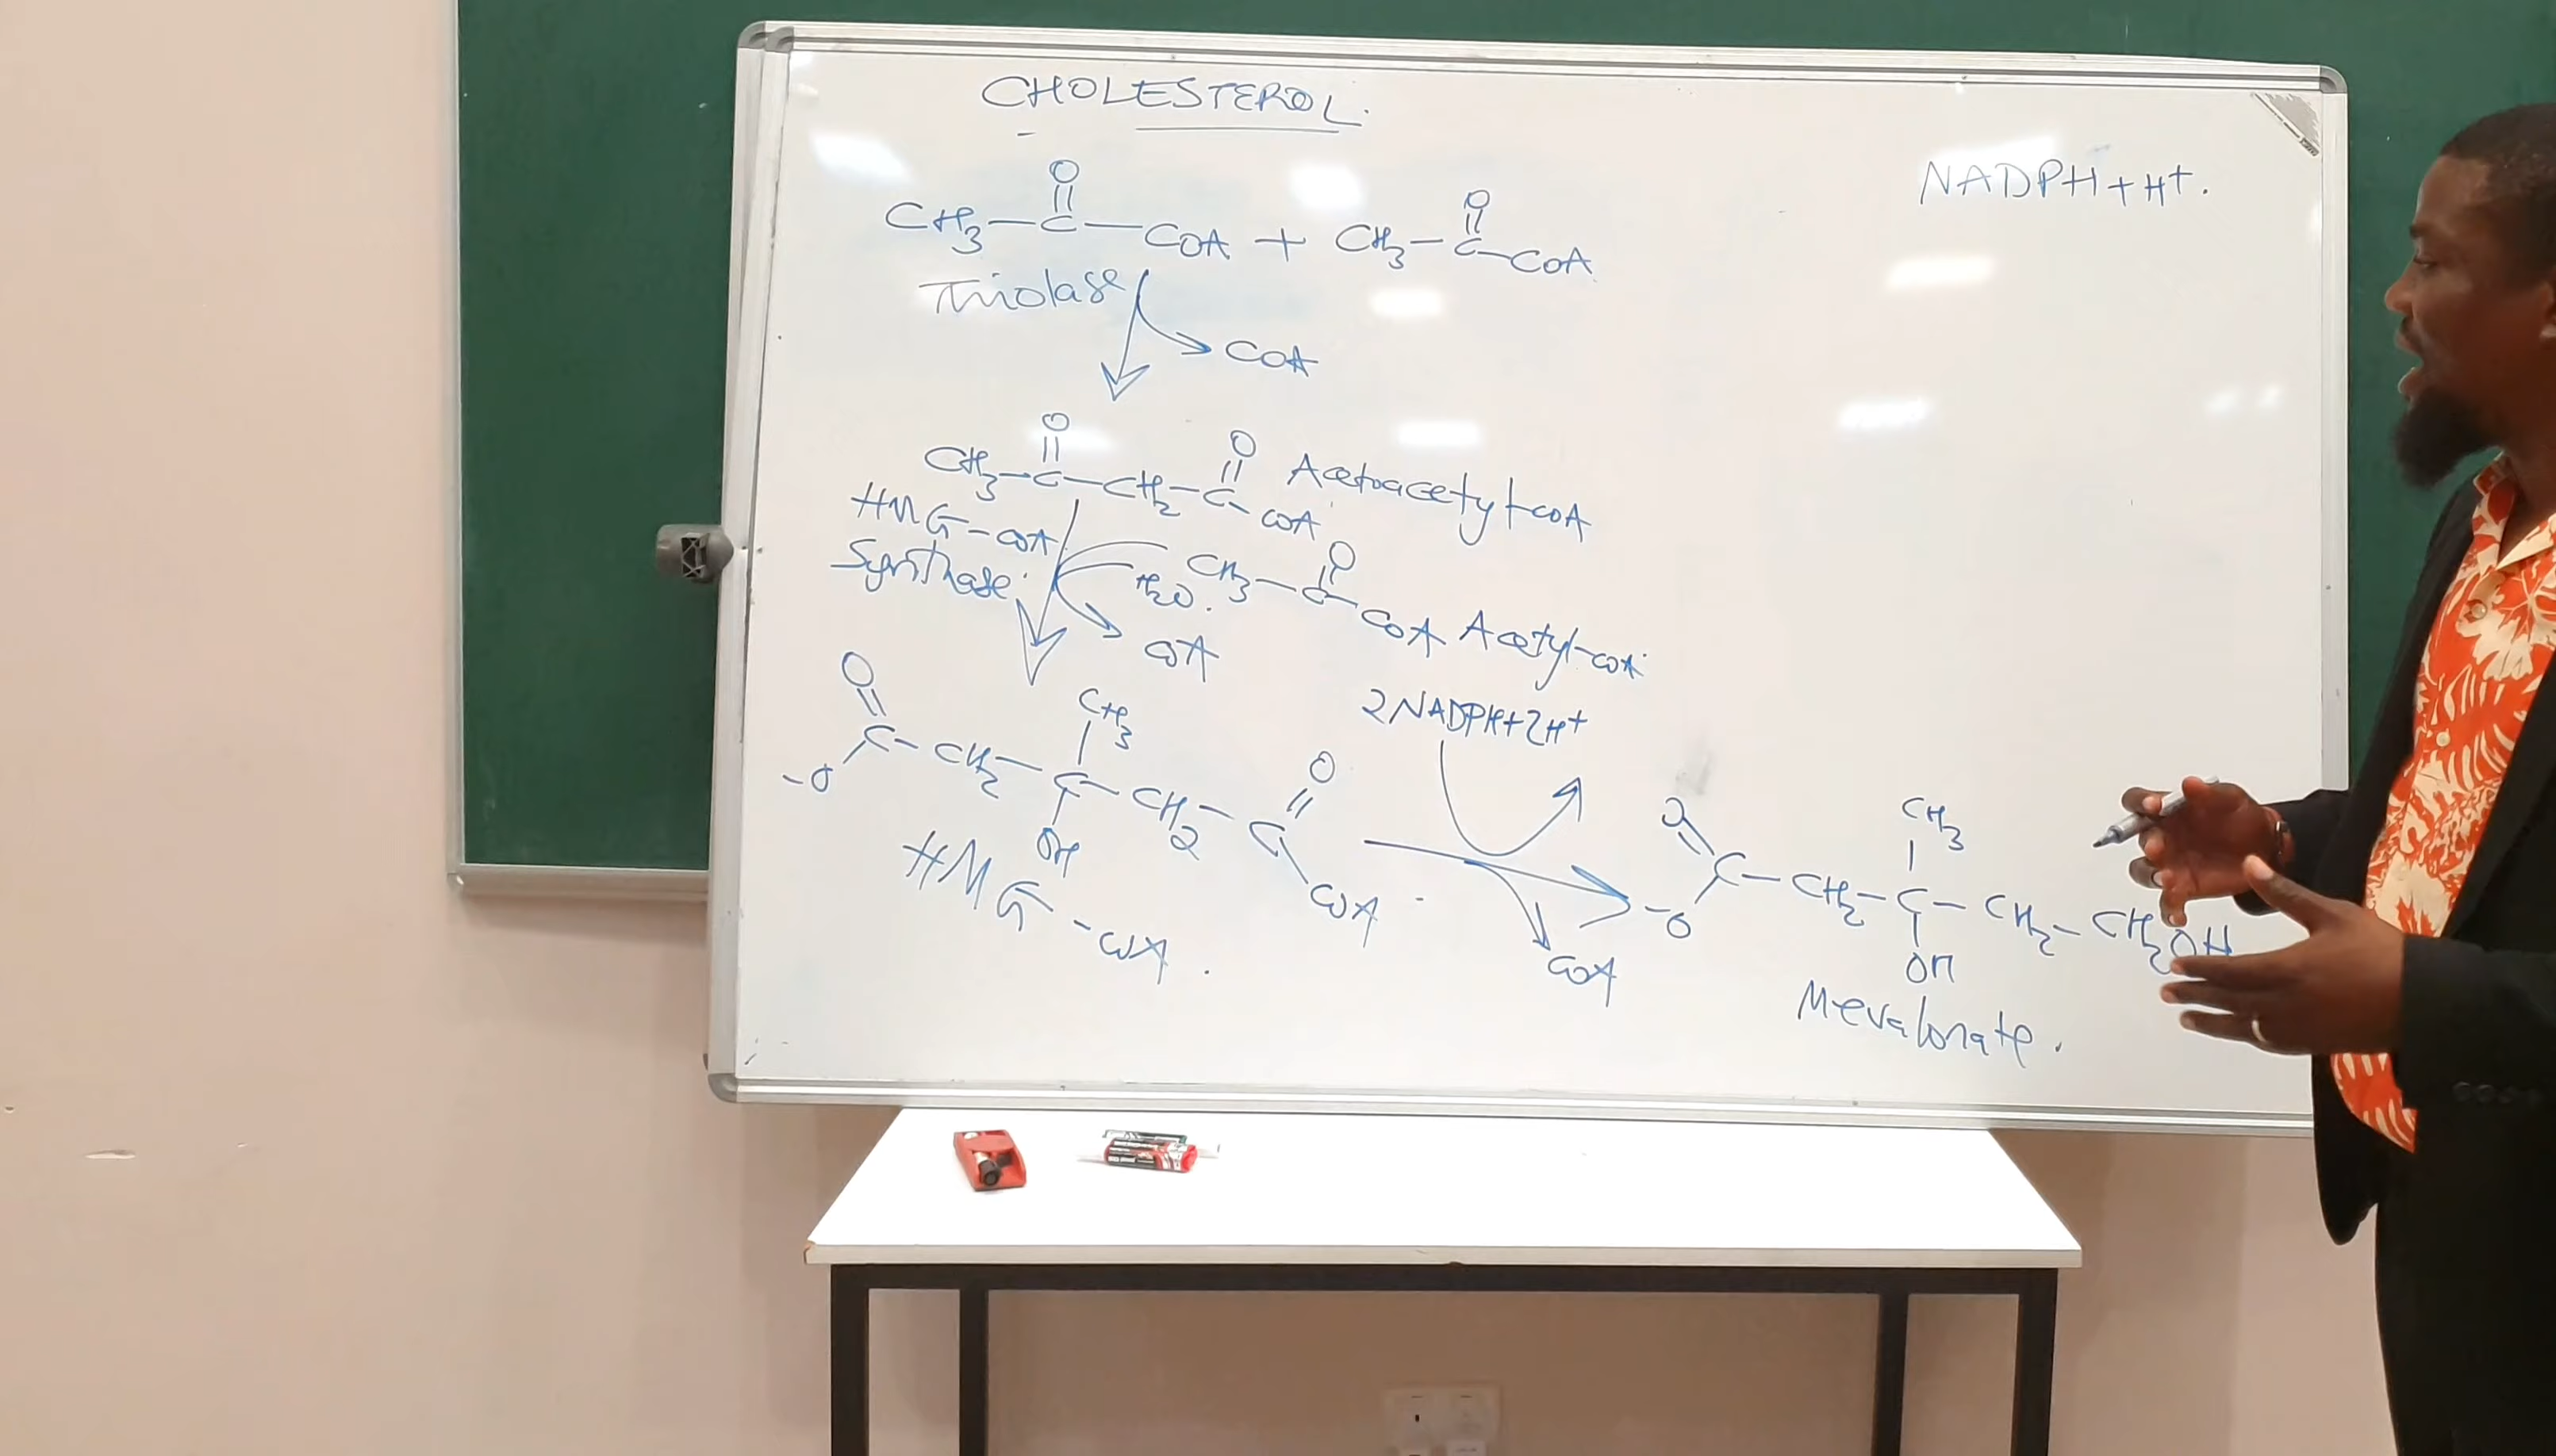 CHOLESTEROL.
NADPH + H+.
O
CH3 — C — COA + CH3 — C — COA
O
Thiolase
COA
O
O
CH3 — C — CH2 — C - COA
Acetoacetyl-COA
HMG-COA
Synthase.
H2O.
O
CH3 — C - COA
Acetyl-COA
COA
2NADPH+2H+
O
CH3
-O C - CH2 — C — CH2 — C COA
OH
O
HMG-COA.
COA
O
CH3
-O C — CH2 — C — CH2 — CH2OH
OH
Mevalonate.